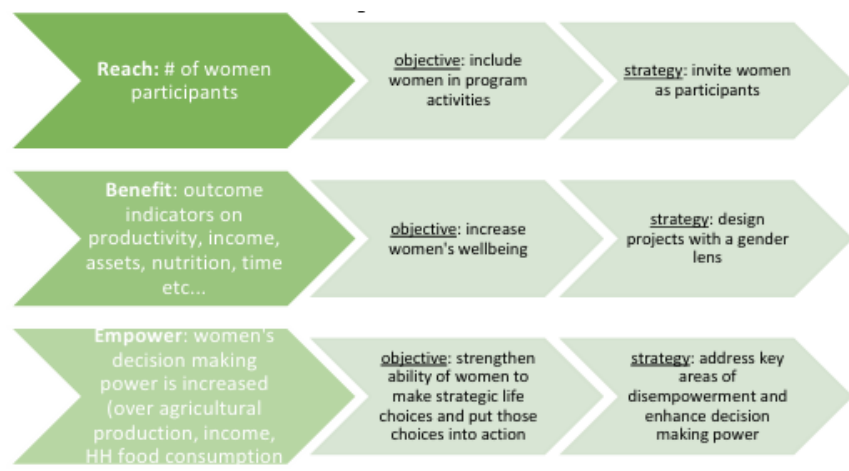 Reach: # of women
participants
objective: include
women in program
activities
strategy: invite women
as participants
Benefit: outcome
indicators on
productivity, income,
assets, nutrition, time
etc...
objective: increase
women's wellbeing
strategy: design
projects with a gender
lens
Empower: women's
decision making
power is increased
(over agricultural
production, income,
HH food consumption
objective: strengthen
ability of women to
make strategic life
choices and put those
choices into action
strategy: address key
areas of
disempowerment and
enhance decision
making power